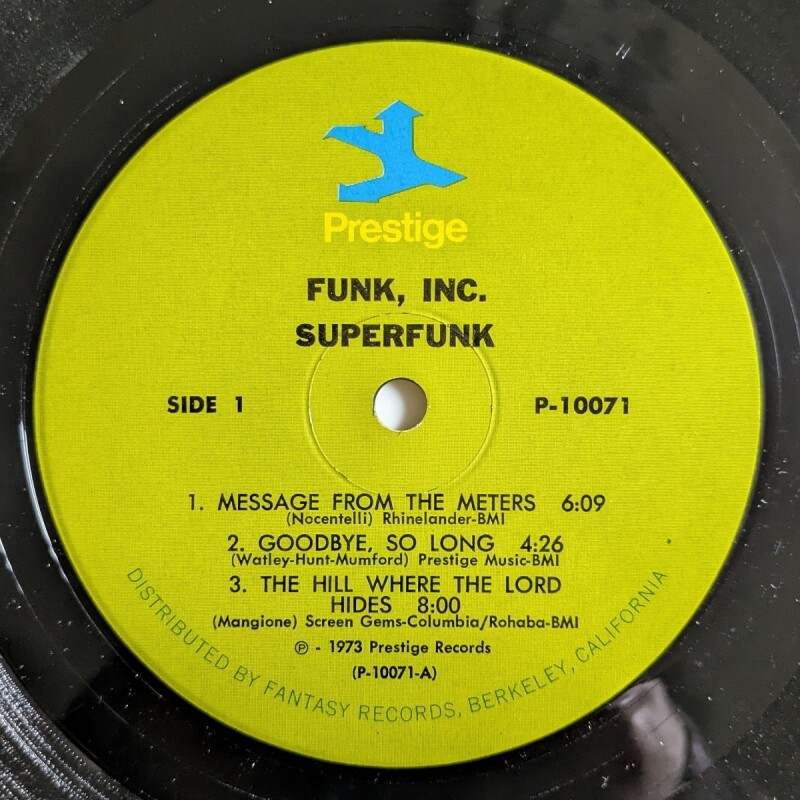 Prestige
FUNK, INC.
SUPERFUNK
SIDE 1
P-10071
1. MESSAGE FROM THE METERS 6:09
(Nocentelli) Rhinelander-BMI
2. GOODBYE, SO LONG 4:26
(Watley-Hunt-Mumford) Prestige Music-BMI
3. THE HILL WHERE THE LORD
HIDES 8:00
(Mangione) Screen Gems-Columbia/Rohaba-BMI
℗ - 1973 Prestige Records
(P-10071-A)
DISTRIBUTED BY FANTASY RECORDS, BERKELEY, CALIFORNIA